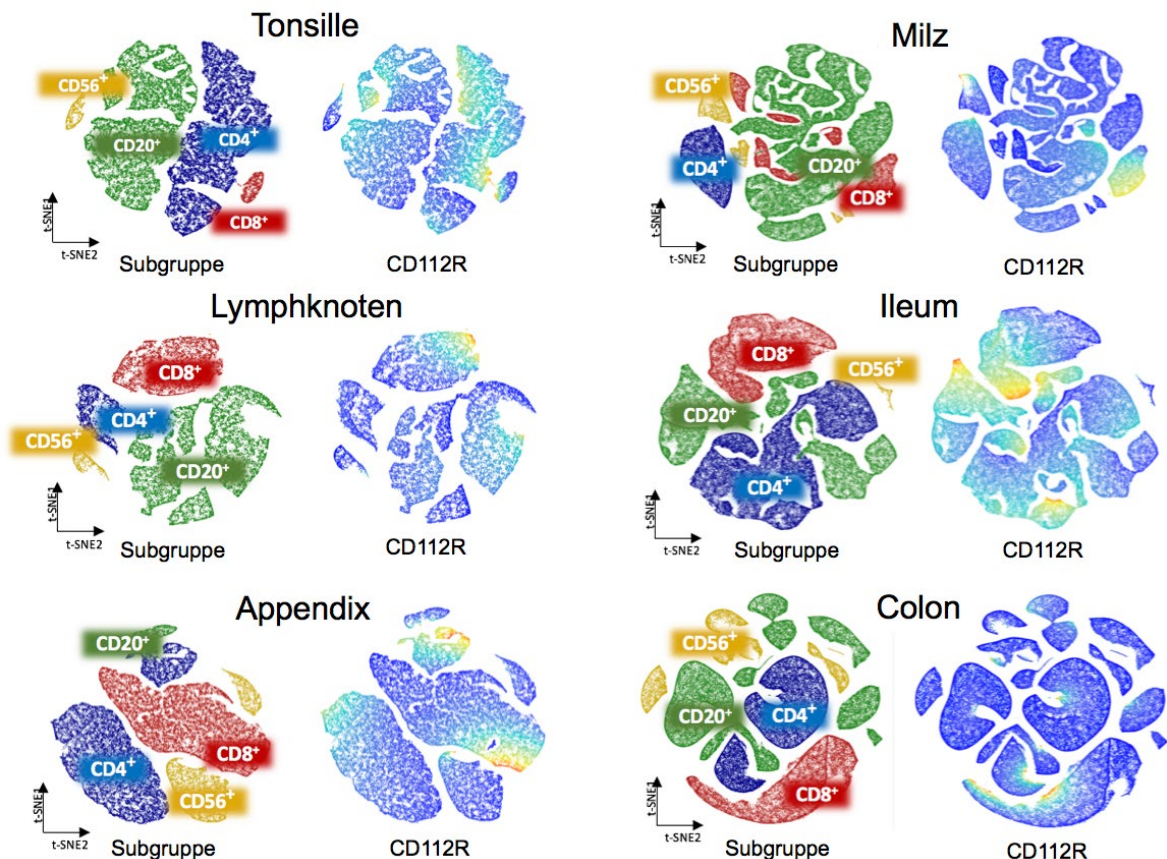 Tonsille
CD56⁺
CD20⁺
CD4⁺
CD8⁺
t-SNE1
t-SNE2
Subgruppe
CD112R
Milz
CD56⁺
CD4⁺
CD20⁺
CD8⁺
t-SNE1
t-SNE2
Subgruppe
CD112R
Lymphknoten
CD8⁺
CD4⁺
CD56⁺
CD20⁺
t-SNE1
t-SNE2
Subgruppe
CD112R
Ileum
CD8⁺
CD56⁺
CD20⁺
CD4⁺
t-SNE1
t-SNE2
Subgruppe
CD112R
Appendix
CD20⁺
CD8⁺
CD4⁺
CD56⁺
t-SNE1
t-SNE2
Subgruppe
CD112R
Colon
CD56⁺
CD20⁺
CD4⁺
CD8⁺
t-SNE1
t-SNE2
Subgruppe
CD112R